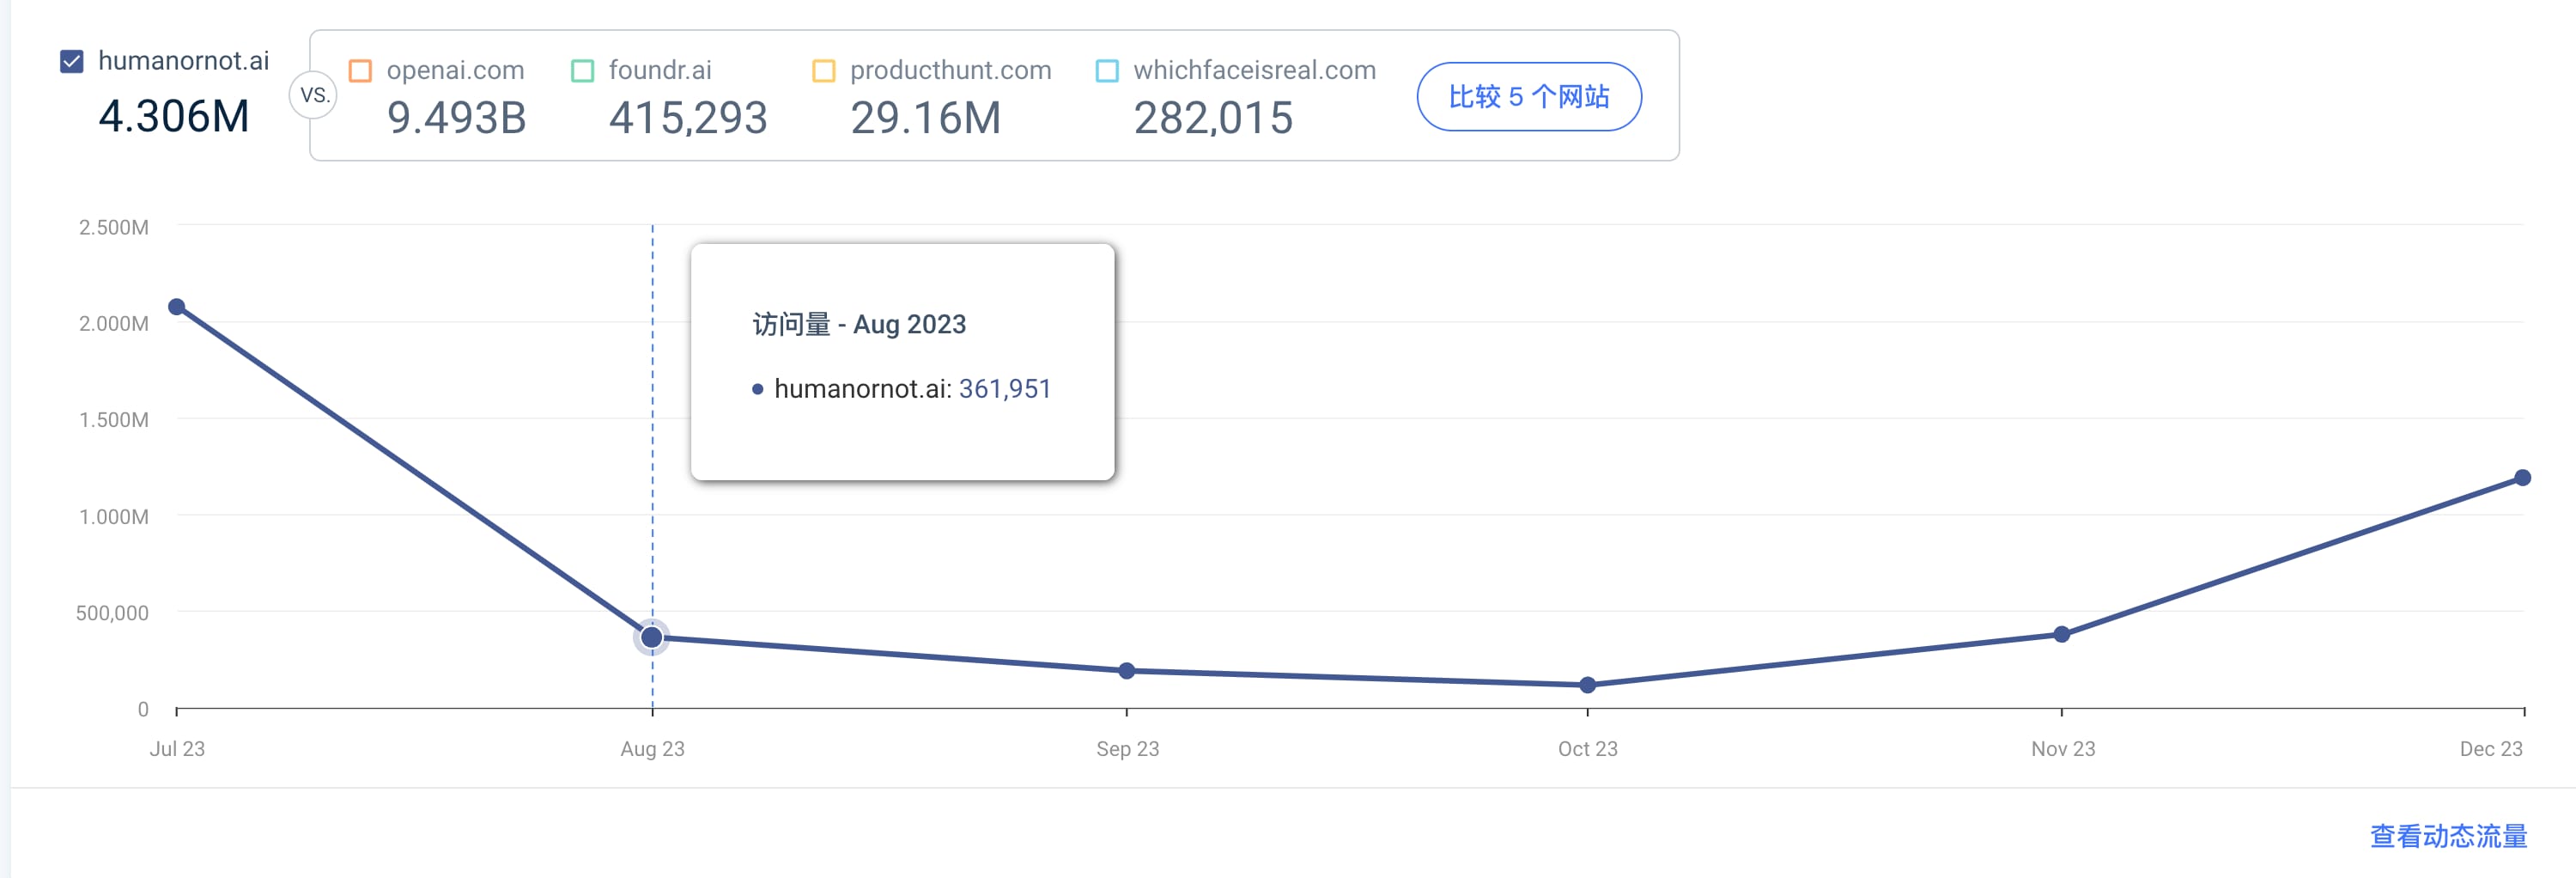 humanornot.ai
4.306M
VS.
openai.com
9.493B
foundr.ai
415,293
producthunt.com
29.16M
whichfaceisreal.com
282,015
比较 5 个网站
2.500M
2.000M
1.500M
1.000M
500,000
0
访问量 - Aug 2023
humanornot.ai: 361,951
Jul 23
Aug 23
Sep 23
Oct 23
Nov 23
Dec 23
查看动态流量